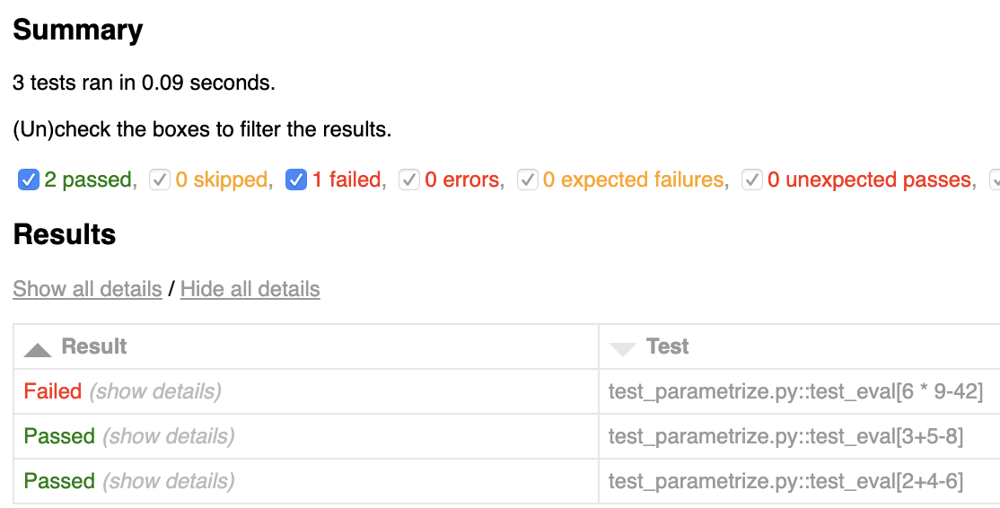 Summary
3 tests ran in 0.09 seconds.
(Un)check the boxes to filter the results.
2 passed, 0 skipped, 1 failed, 0 errors, 0 expected failures, 0 unexpected passes,
Results
Show all details / Hide all details
Result Test
Failed (show details) test_parametrize.py::test_eval[6 * 9-42]
Passed (show details) test_parametrize.py::test_eval[3+5-8]
Passed (show details) test_parametrize.py::test_eval[2+4-6]